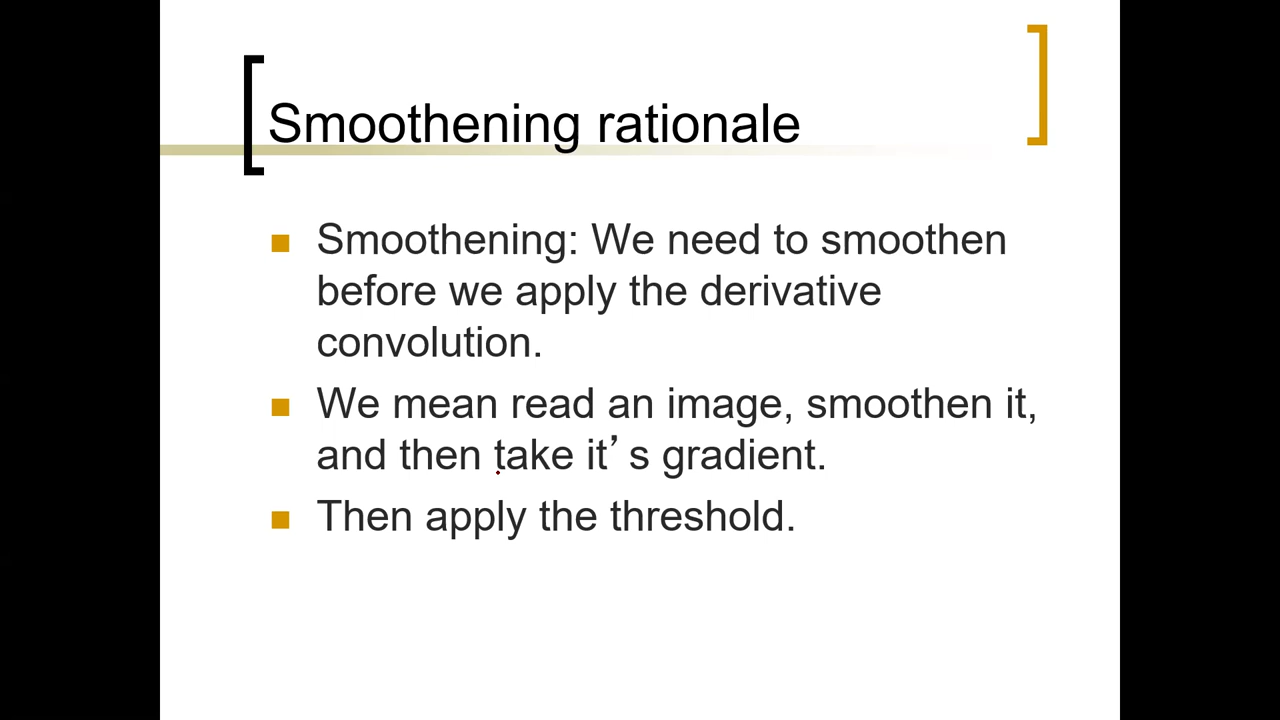 Smoothening rationale
Smoothening: We need to smoothen
before we apply the derivative
convolution.
We mean read an image, smoothen it,
and then take it’ s gradient.
Then apply the threshold.